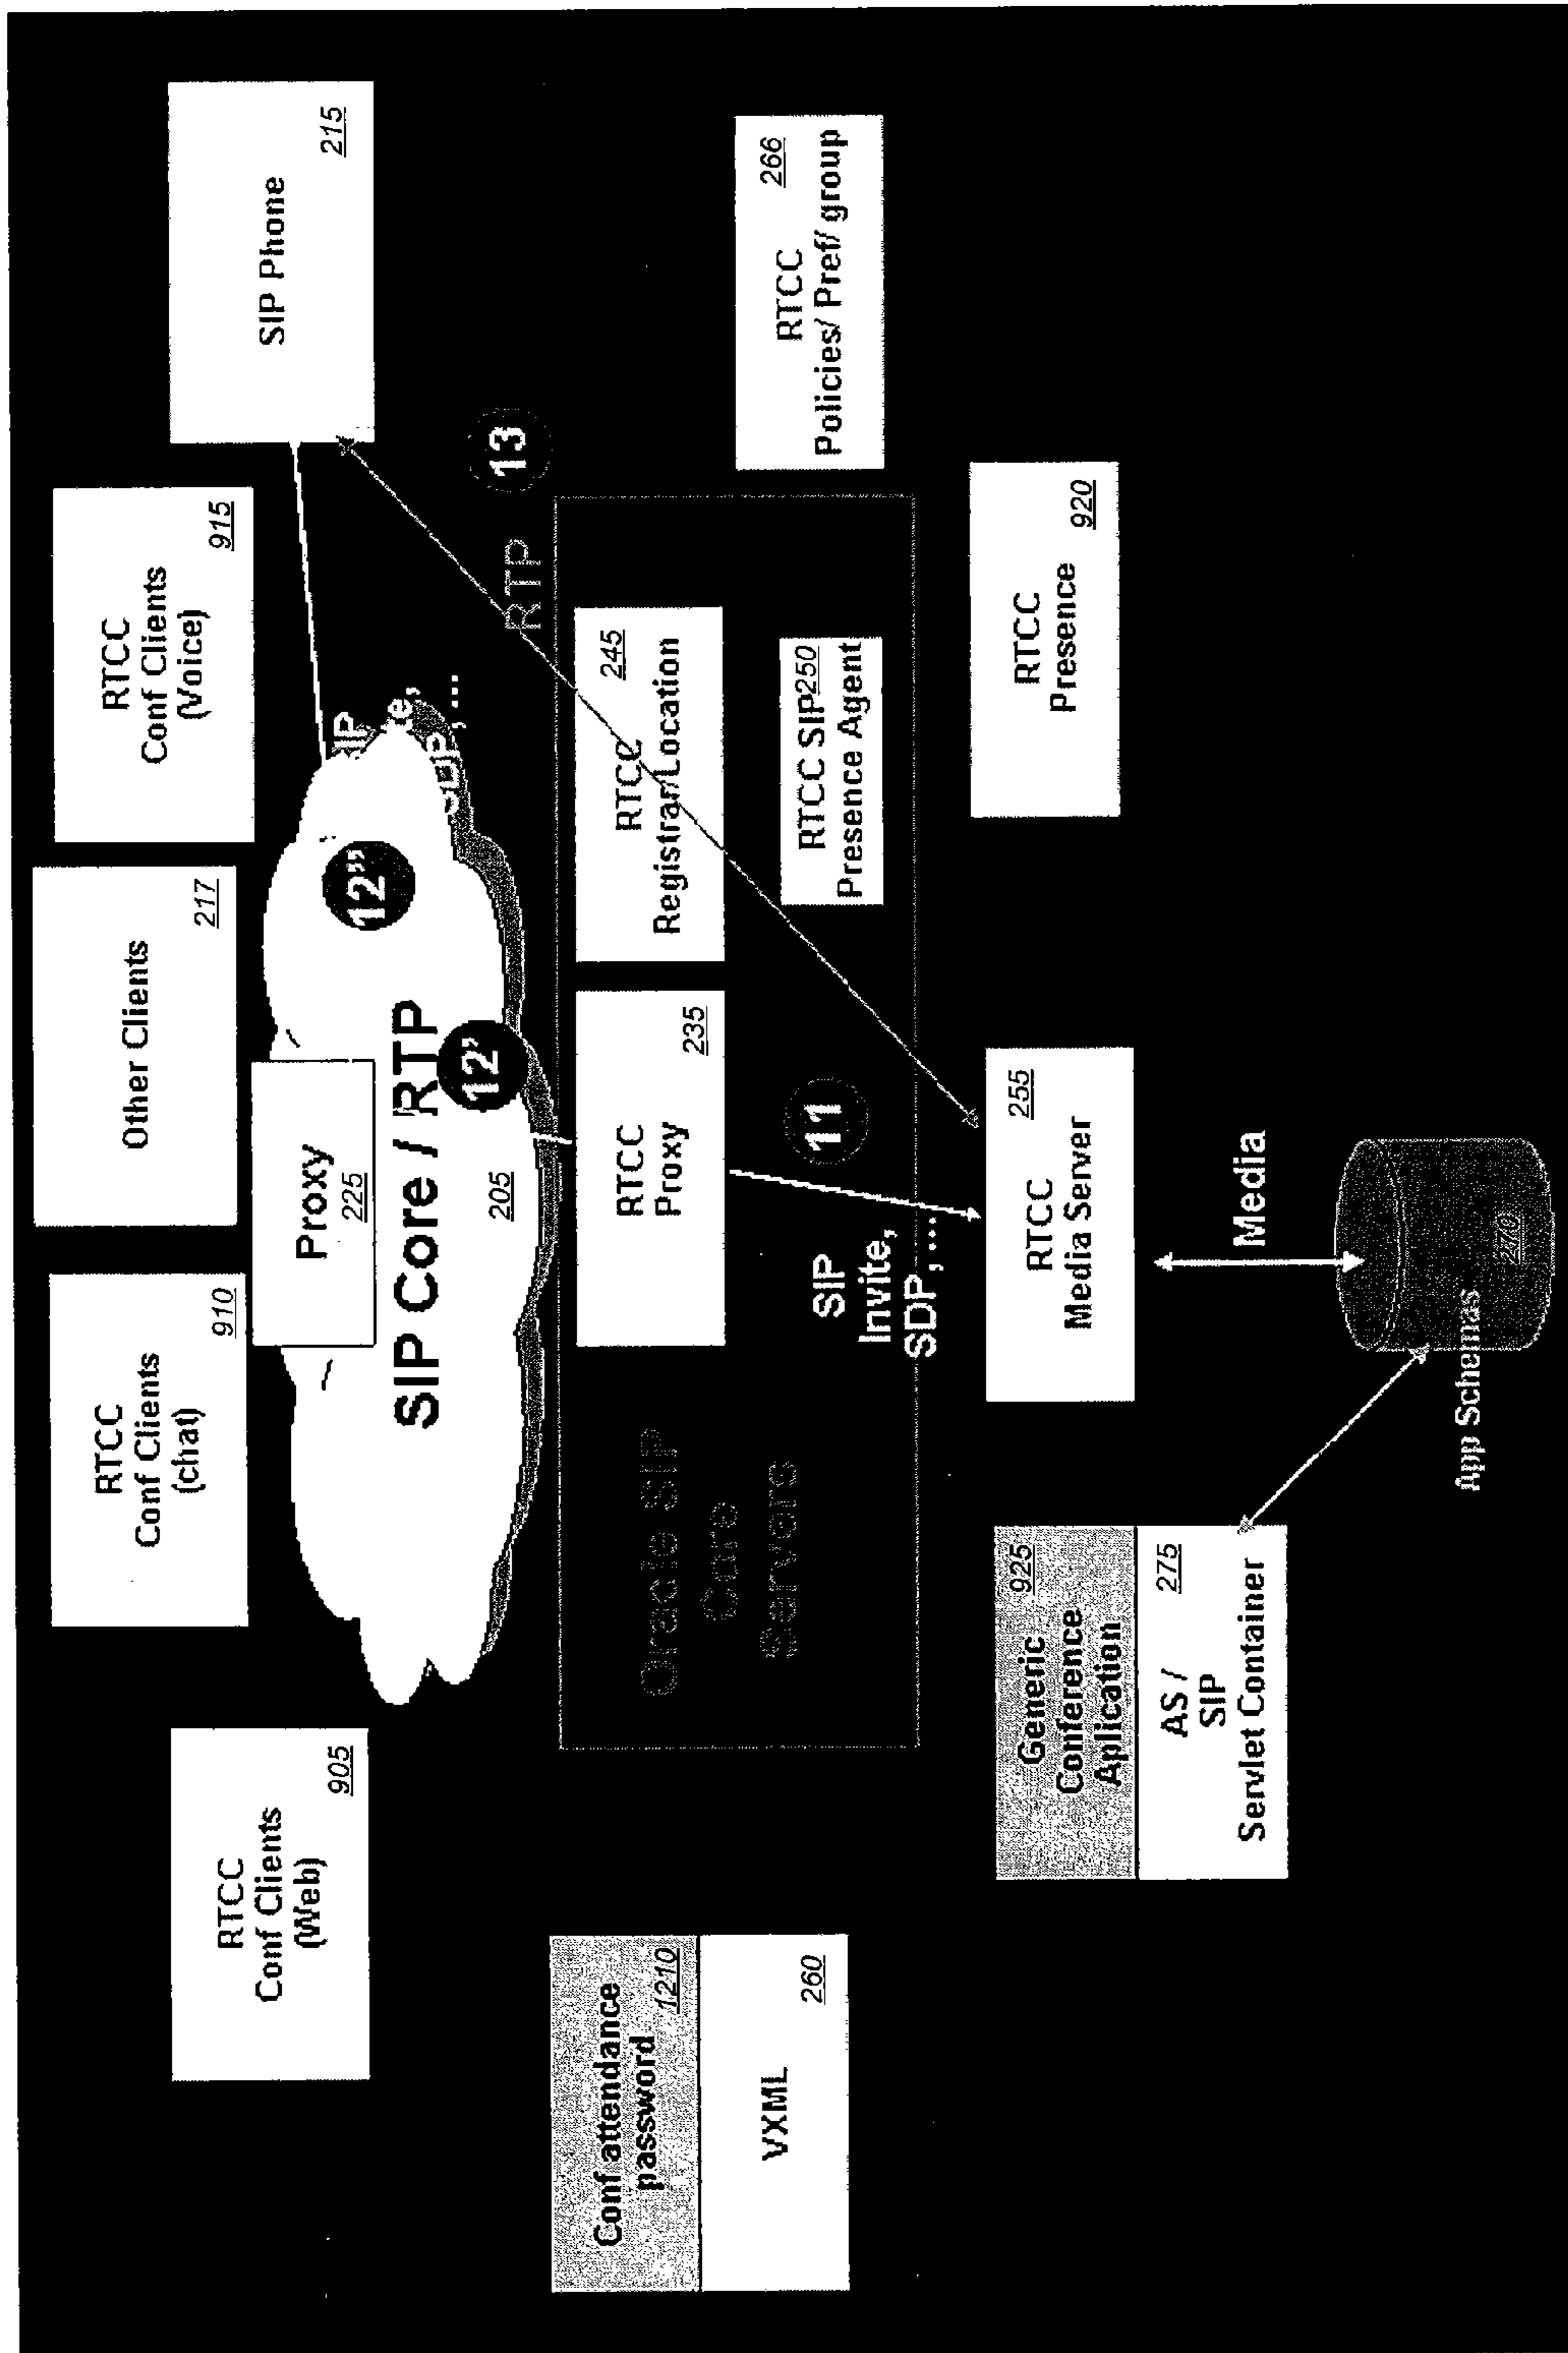 RTCC
Conf Clients
(Web)
905
RTCC
Conf Clients
(chat)
910
Other Clients
217
RTCC
Conf Clients
(Voice)
915
SIP Phone
215
Proxy
225
SIP Core / RTP
205
12'
12"
SIP
SDP,...
RTP
13
Conf attendance
password
1210
VXML
260
Oracle SIP
Core
Servers
RTCC
Proxy
235
RTCC
Registrar/Location
245
RTCC SIP
Presence Agent
250
RTCC
Policies/ Pref/ group
266
11
SIP
Invite,
SDP,...
Generic
Conference
Aplication
925
AS /
SIP
Servlet Container
275
RTCC
Media Server
255
RTCC
Presence
920
Media
App Schemas
270